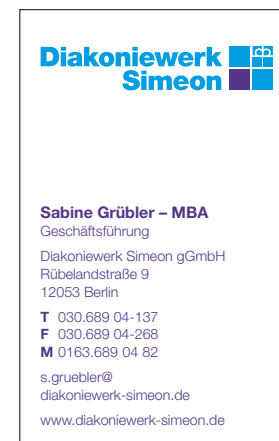 Diakoniewerk
Simeon
Sabine Grübler – MBA
Geschäftsführung
Diakoniewerk Simeon gGmbH
Rübelandstraße 9
12053 Berlin
T 030.689 04-137
F 030.689 04-268
M 0163.689 04 82
s.gruebler@
diakoniewerk-simeon.de
www.diakoniewerk-simeon.de